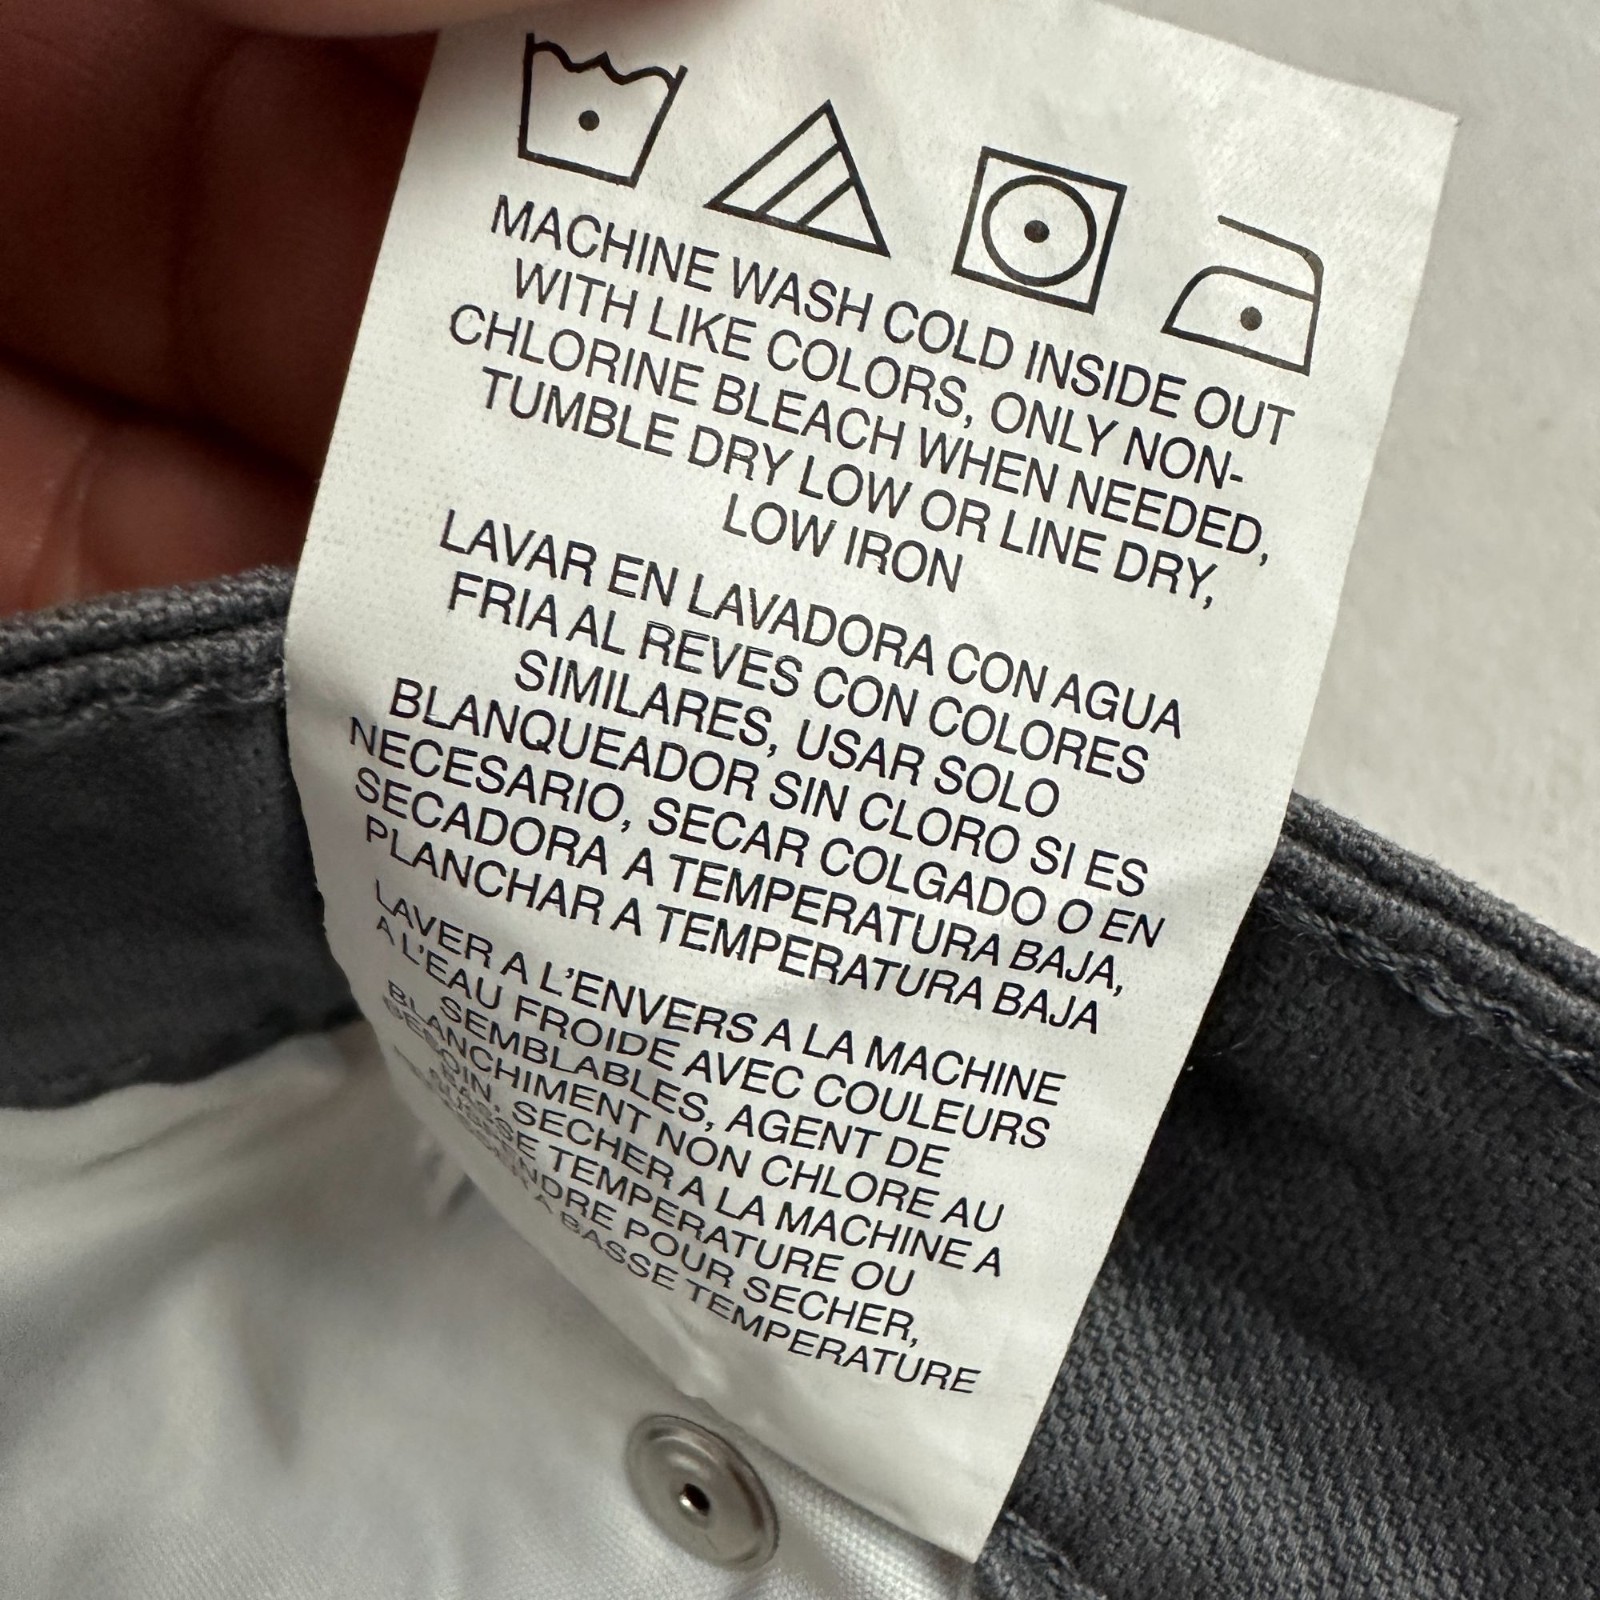 MACHINE WASH COLD INSIDE OUT
WITH LIKE COLORS, ONLY NON-
CHLORINE BLEACH WHEN NEEDED,
TUMBLE DRY LOW OR LINE DRY,
LOW IRON
LAVAR EN LAVADORA CON AGUA
FRIA AL REVES CON COLORES
SIMILARES, USAR SOLO
BLANQUEADOR SIN CLORO SI ES
NECESARIO, SECAR COLGADO O EN
SECADORA A TEMPERATURA BAJA,
PLANCHAR A TEMPERATURA BAJA
LAVER A L'ENVERS A LA MACHINE
A L'EAU FROIDE AVEC COULEURS
SEMBLABLES, AGENT DE
BLANCHIMENT NON CHLORE AU
BESOIN, SECHER A LA MACHINE A
BASSE TEMPERATURE OU
POUR SECHER,
A BASSE TEMPERATURE